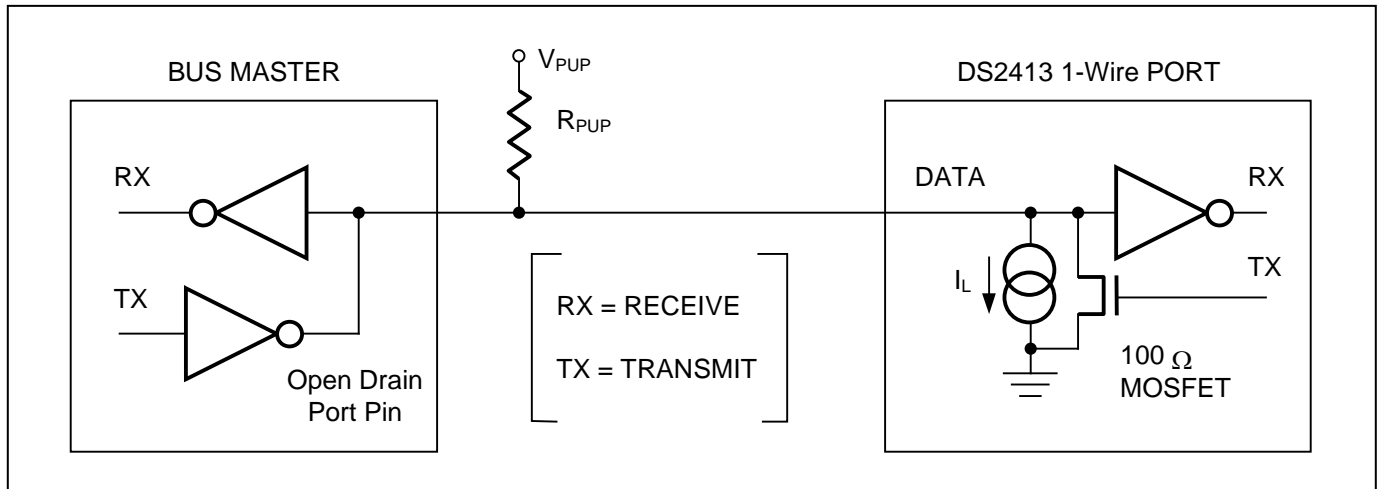 BUS MASTER
RX
TX
Open Drain
Port Pin
VPUP
RPUP
RX = RECEIVE
TX = TRANSMIT
DS2413 1-Wire PORT
DATA
RX
TX
IL
100 Ω
MOSFET